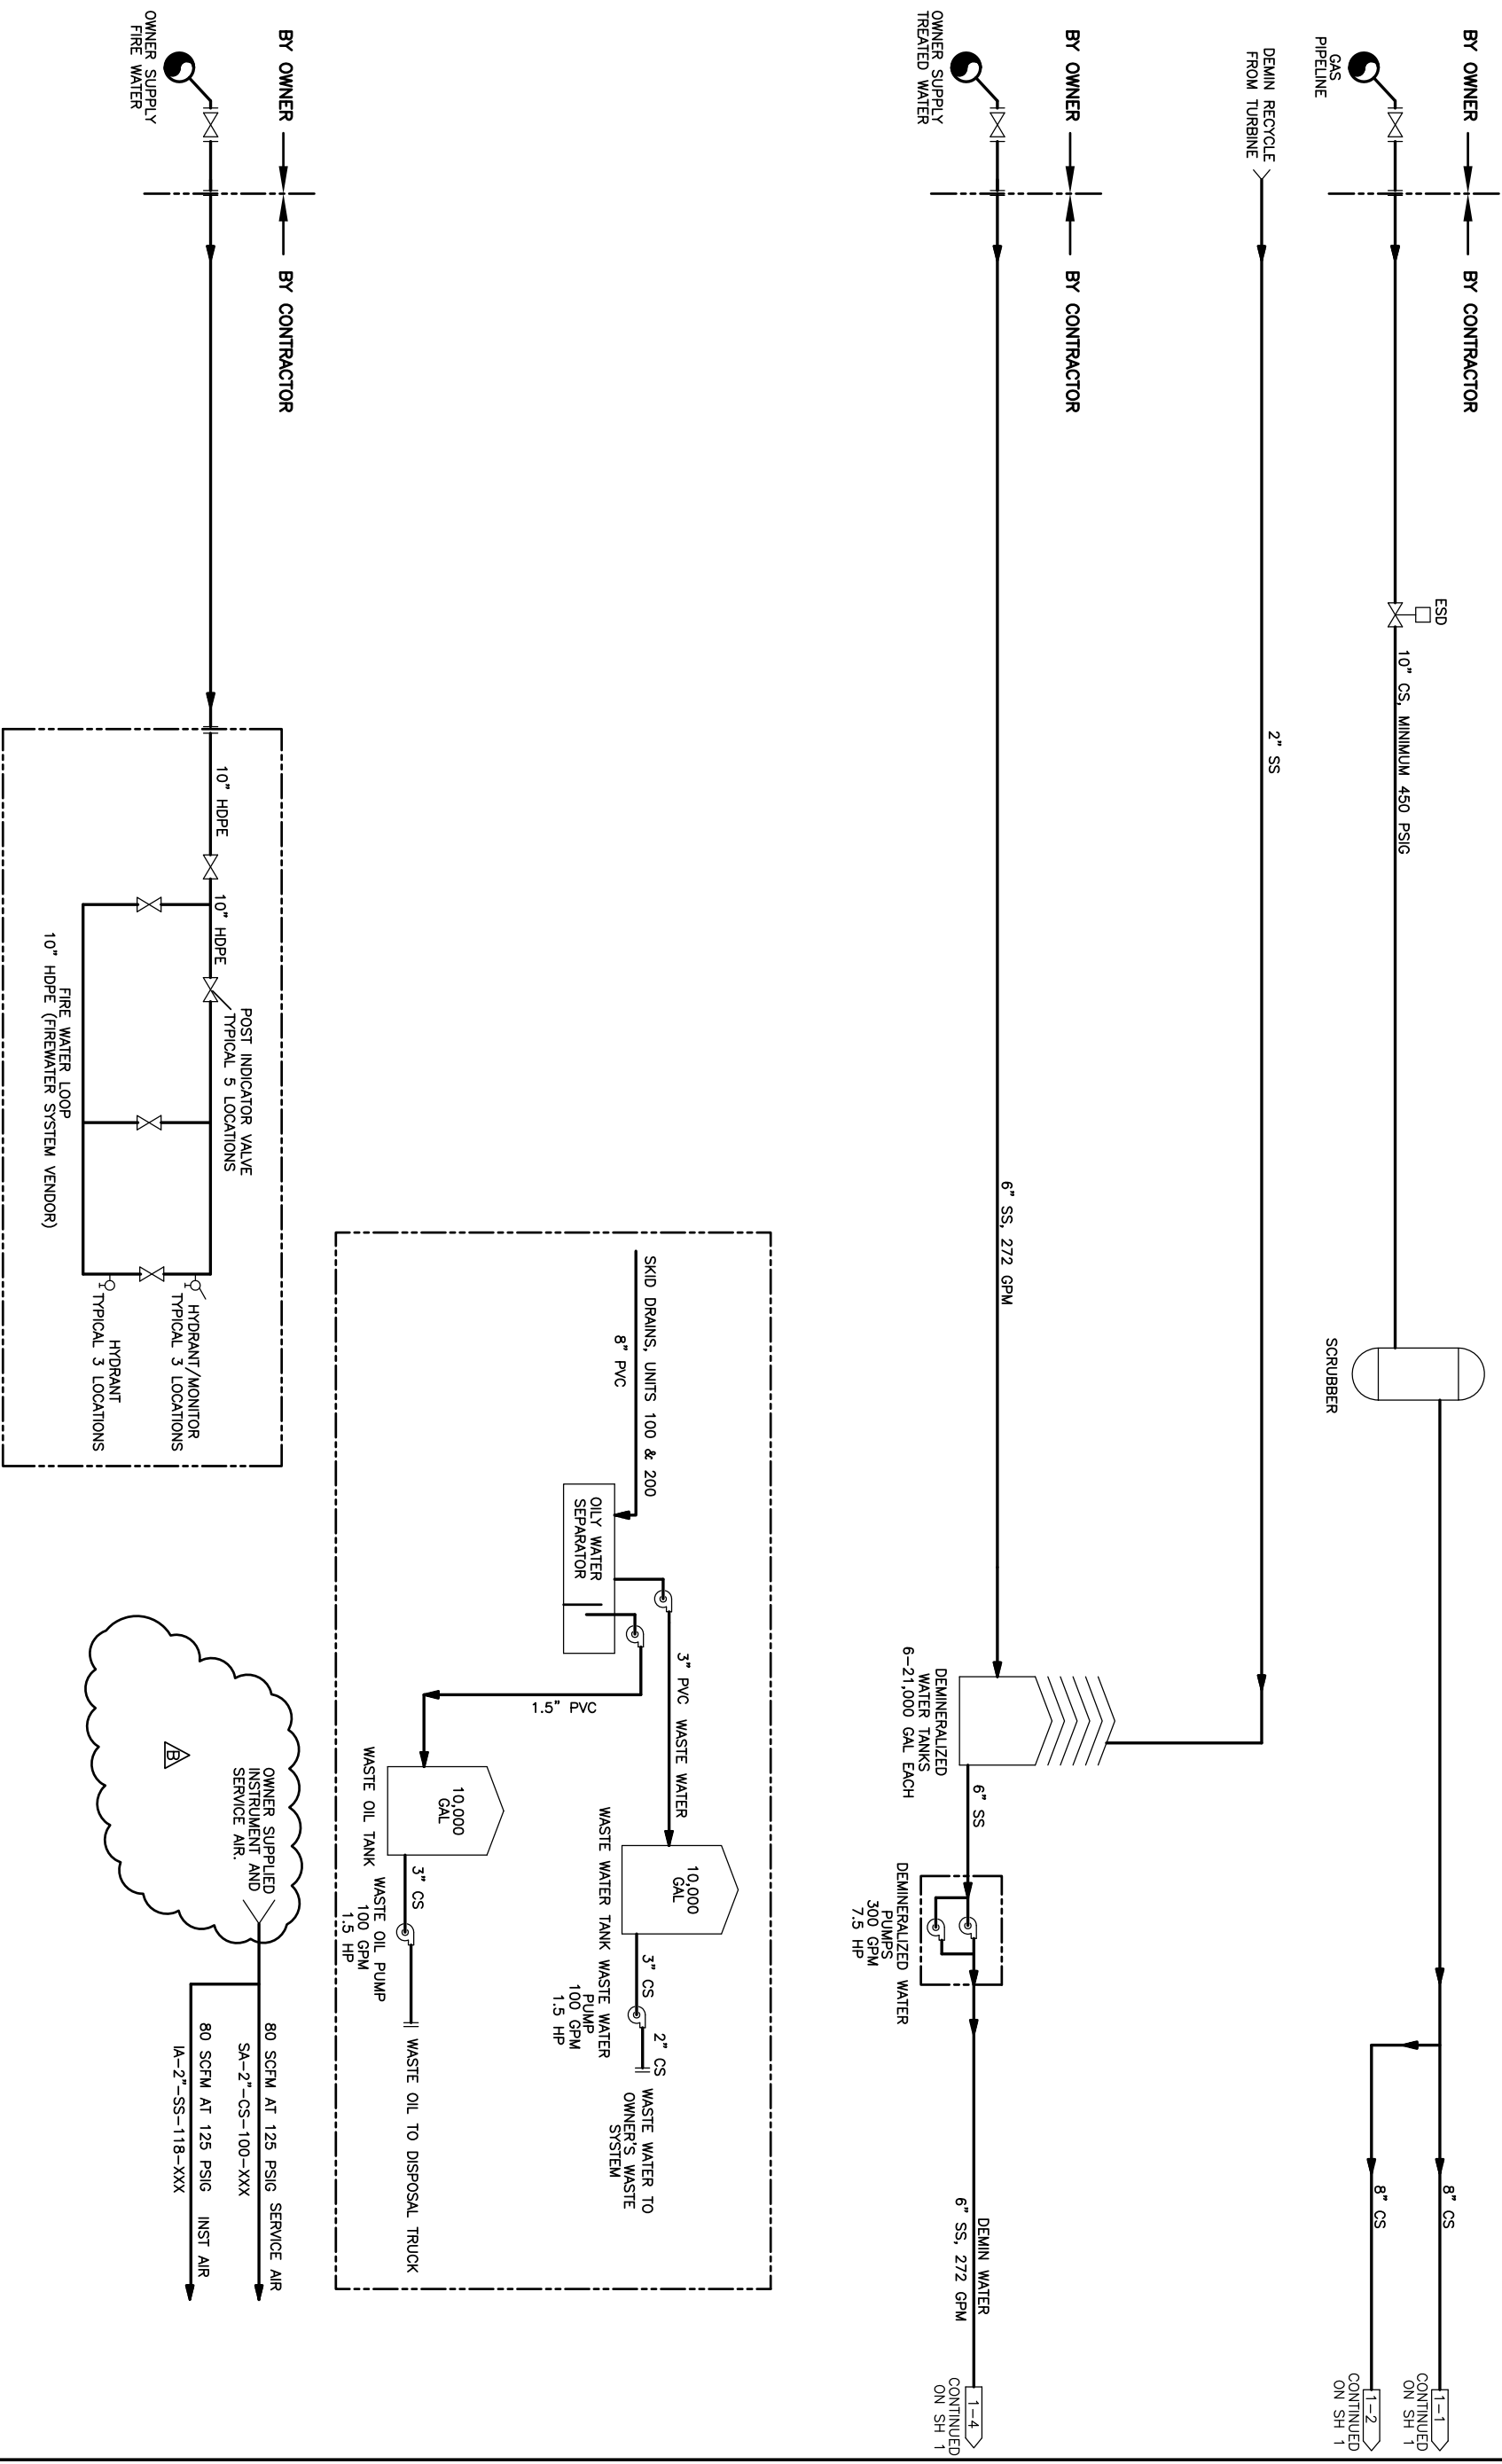 BY OWNER
BY CONTRACTOR
GAS
PIPELINE
ESD
10" CS, MINIMUM 450 PSIG
SCRUBBER
8" CS
8" CS
1-1
CONTINUED
ON SH 1
1-2
CONTINUED
ON SH 1
DEMIN RECYCLE
FROM TURBINE
2" SS
BY OWNER
BY CONTRACTOR
OWNER SUPPLY
TREATED WATER
6" SS, 272 GPM
DEMINERALIZED
WATER TANKS
6-21,000 GAL EACH
6" SS
DEMINERALIZED WATER
PUMPS
300 GPM
7.5 HP
DEMIN WATER
6" SS, 272 GPM
1-4
CONTINUED
ON SH 1
SKID DRAINS, UNITS 100 & 200
8" PVC
OILY WATER
SEPARATOR
3" PVC WASTE WATER
1.5" PVC
10,000
GAL
WASTE WATER TANK
3" CS
WASTE WATER
PUMP
100 GPM
1.5 HP
2" CS
WASTE WATER TO
OWNER'S WASTE
SYSTEM
10,000
GAL
WASTE OIL TANK
3" CS
WASTE OIL PUMP
100 GPM
1.5 HP
WASTE OIL TO DISPOSAL TRUCK
BY OWNER
BY CONTRACTOR
OWNER SUPPLY
FIRE WATER
10" HDPE
10" HDPE
POST INDICATOR VALVE
TYPICAL 5 LOCATIONS
HYDRANT/MONITOR
TYPICAL 3 LOCATIONS
HYDRANT
TYPICAL 3 LOCATIONS
FIRE WATER LOOP
10" HDPE (FIREWATER SYSTEM VENDOR)
OWNER SUPPLIED
INSTRUMENT AND
SERVICE AIR.
B
80 SCFM AT 125 PSIG SERVICE AIR
SA-2"-CS-100-XXX
80 SCFM AT 125 PSIG INST AIR
IA-2"-SS-118-XXX